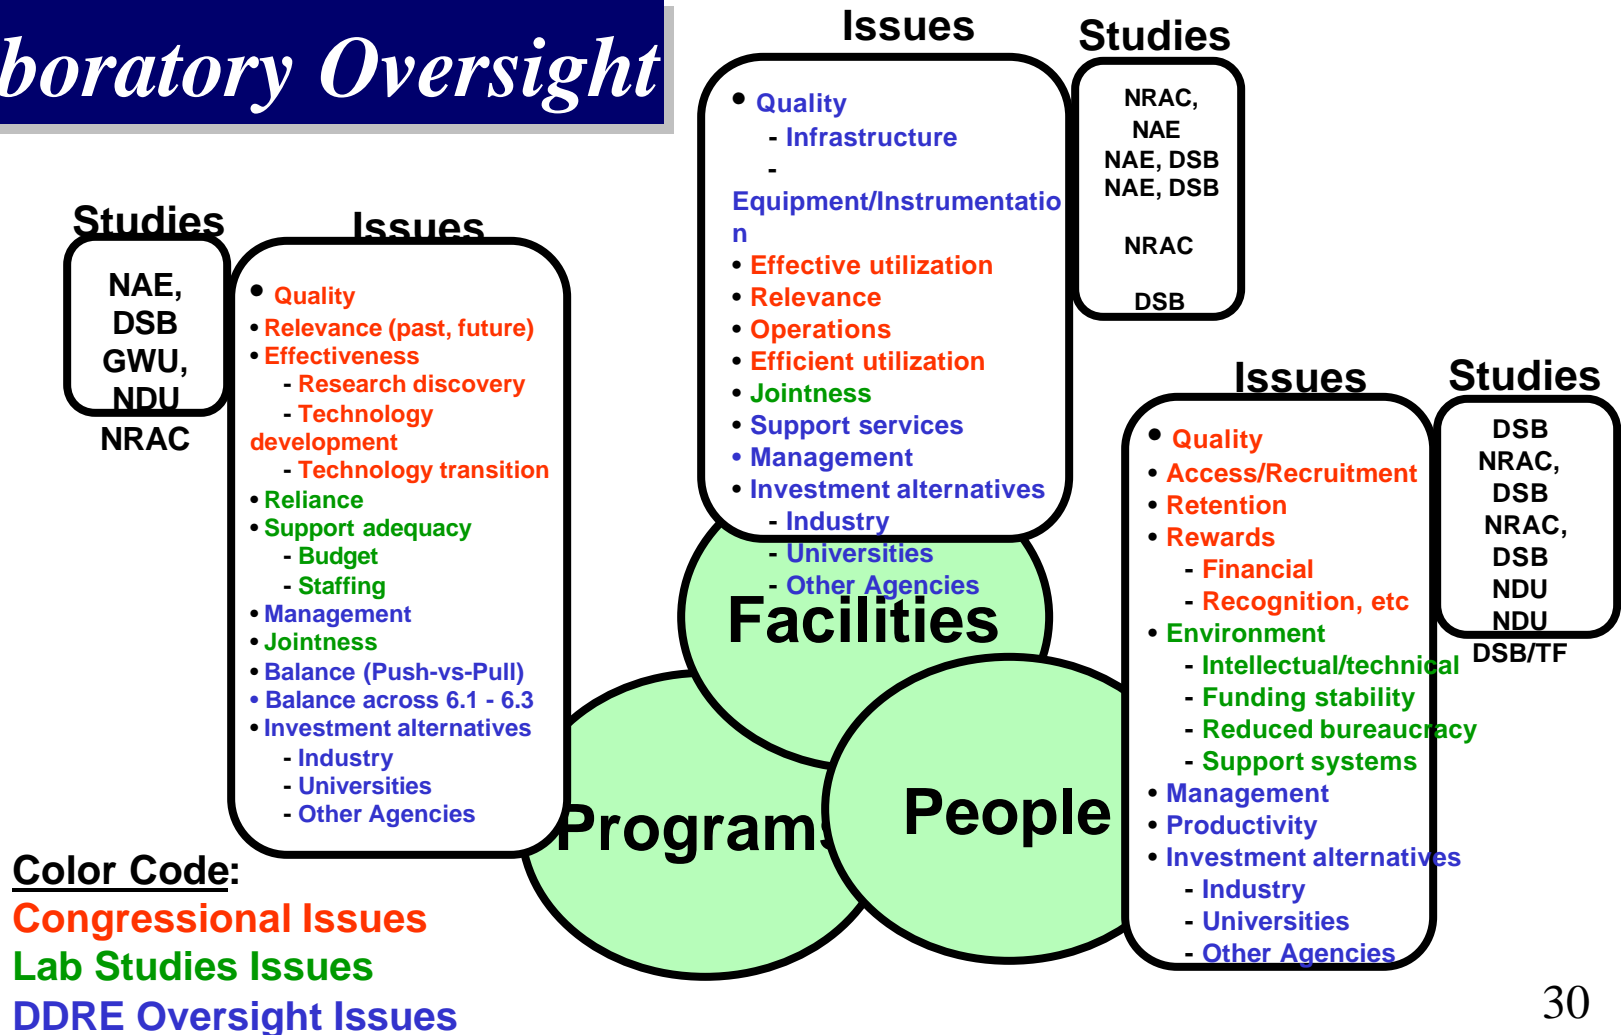 boratory Oversight
Issues
Studies
• Quality
- Infrastructure
-
Equipment/Instrumentatio
n
• Effective utilization
• Relevance
• Operations
• Efficient utilization
• Jointness
• Support services
• Management
• Investment alternatives
- Industry
- Universities
- Other Agencies
NRAC,
NAE
NAE, DSB
NAE, DSB
NRAC
DSB
Studies
Issues
NAE,
DSB
GWU,
NDU
NRAC
• Quality
• Relevance (past, future)
• Effectiveness
- Research discovery
- Technology
development
- Technology transition
• Reliance
• Support adequacy
- Budget
- Staffing
• Management
• Jointness
• Balance (Push-vs-Pull)
• Balance across 6.1 - 6.3
• Investment alternatives
- Industry
- Universities
- Other Agencies
Issues
Studies
• Quality
• Access/Recruitment
• Retention
• Rewards
- Financial
- Recognition, etc
• Environment
- Intellectual/technical
- Funding stability
- Reduced bureaucracy
- Support systems
• Management
• Productivity
• Investment alternatives
- Industry
- Universities
- Other Agencies
DSB
NRAC,
DSB
NRAC,
DSB
NDU
NDU
DSB/TF
Facilities
Programs
People
Color Code:
Congressional Issues
Lab Studies Issues
DDRE Oversight Issues
30